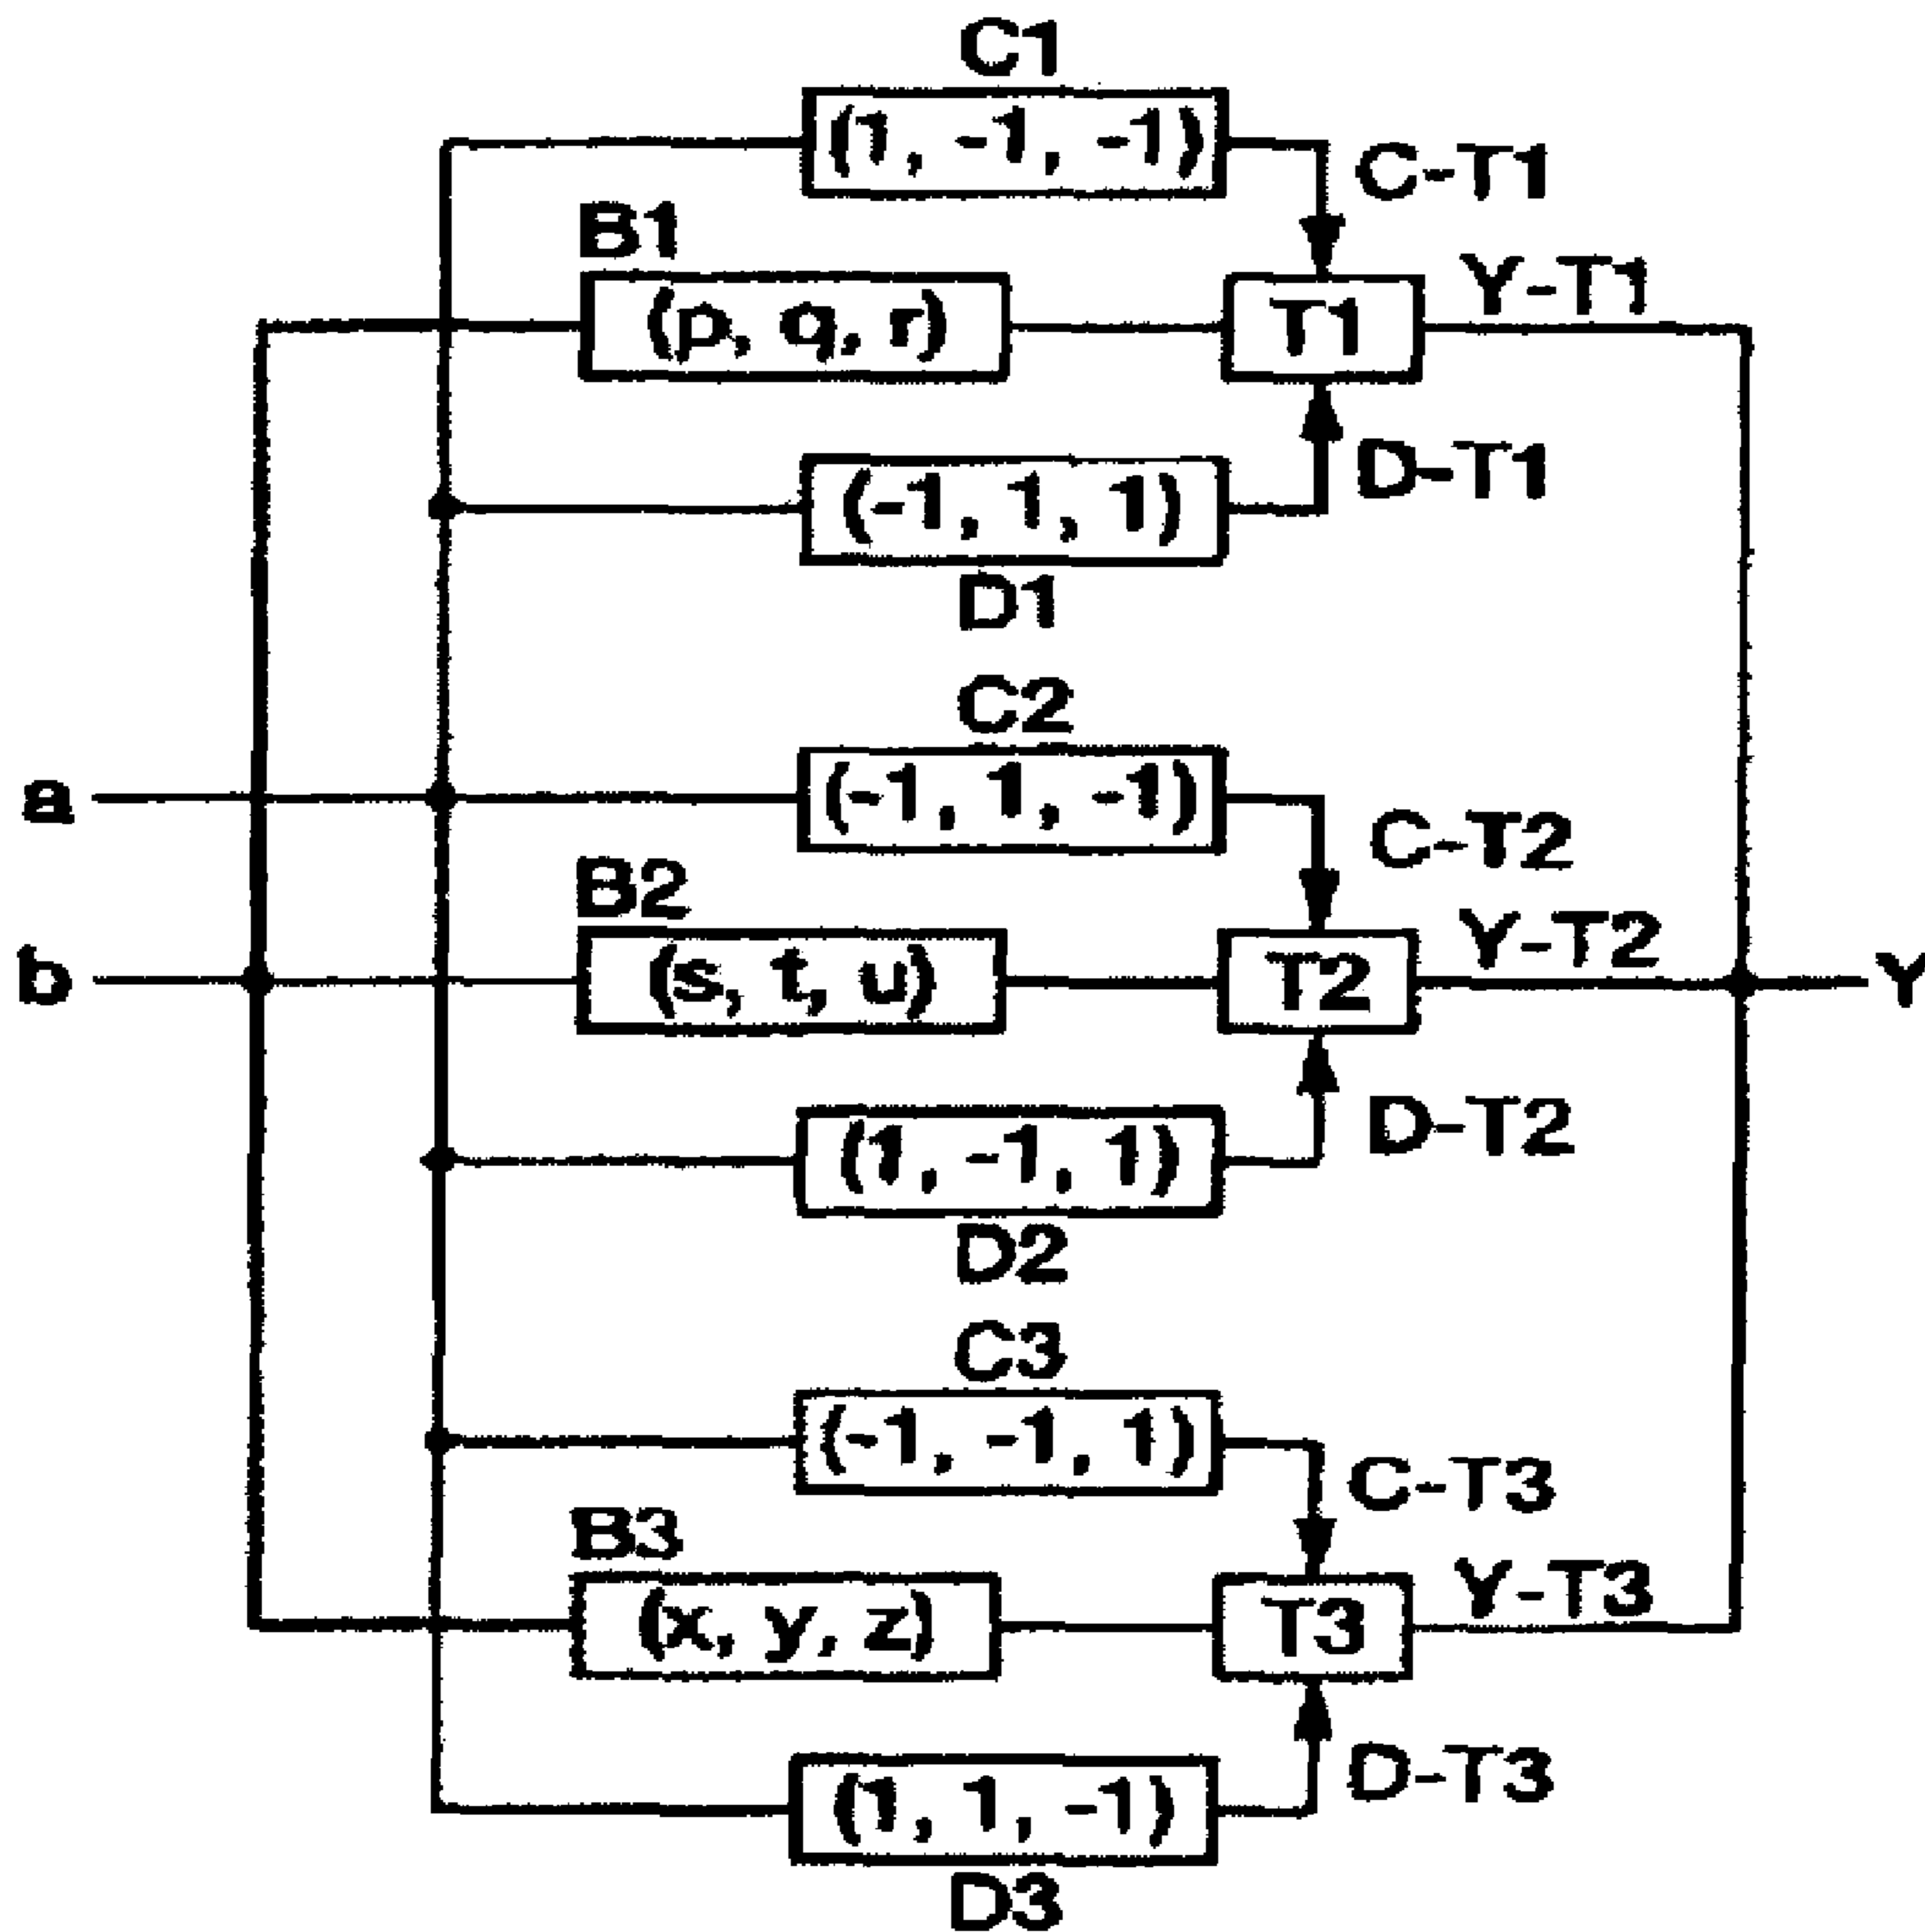 C1
(1, -1, -1)
C-T1
B1
(p, q, r)
T1
Y-T1
(-1, 1, 1)
D-T1
D1
C2
a
(-1, 1, -1)
C-T2
B2
b
(s, t, u)
T2
Y-T2
Y
(1, -1, 1)
D-T2
D2
C3
(-1, -1, 1)
C-T3
B3
(x, y, z)
T3
Y-T3
(1, 1, -1)
D-T3
D3